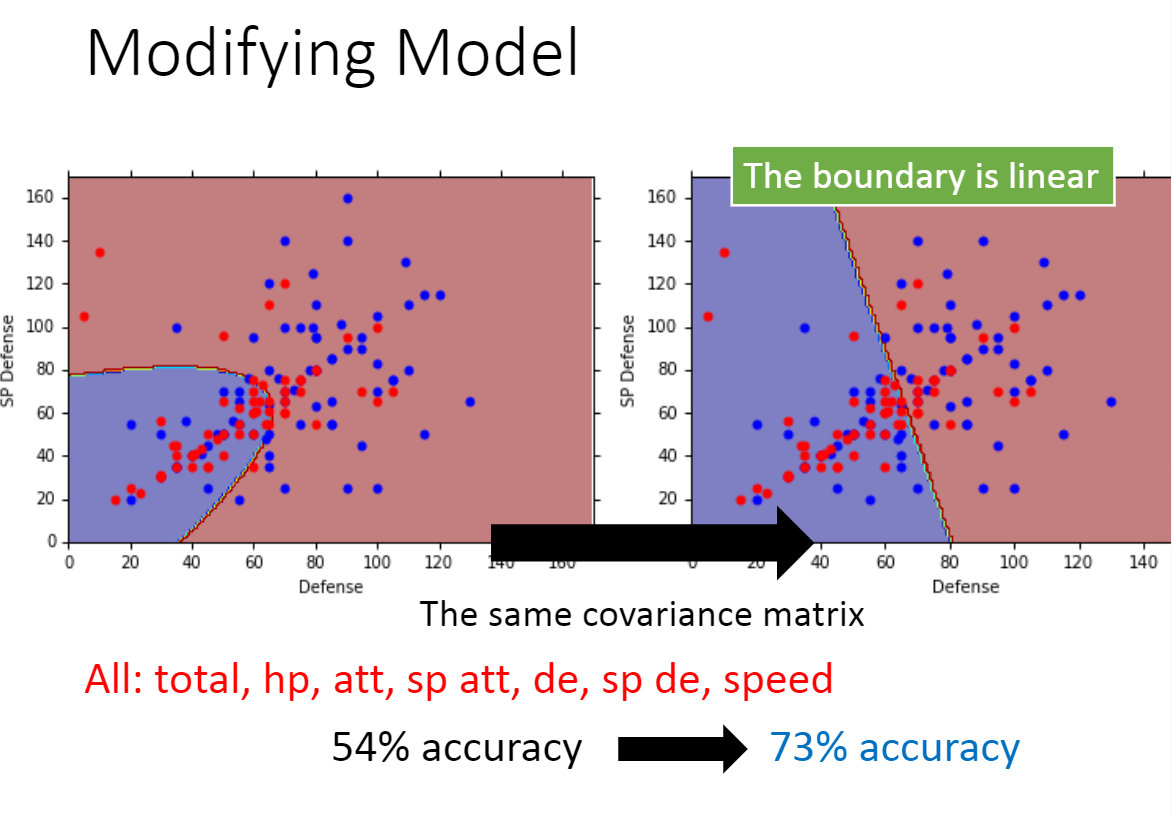 Modifying Model
The boundary is linear
SP Defense
160
140
120
100
80
60
40
20
0
0 20 40 60 80 100 120 140 160
Defense
SP Defense
160
140
120
100
80
60
40
20
0 20 40 60 80 100 120 140
Defense
The same covariance matrix
All: total, hp, att, sp att, de, sp de, speed
54% accuracy
73% accuracy